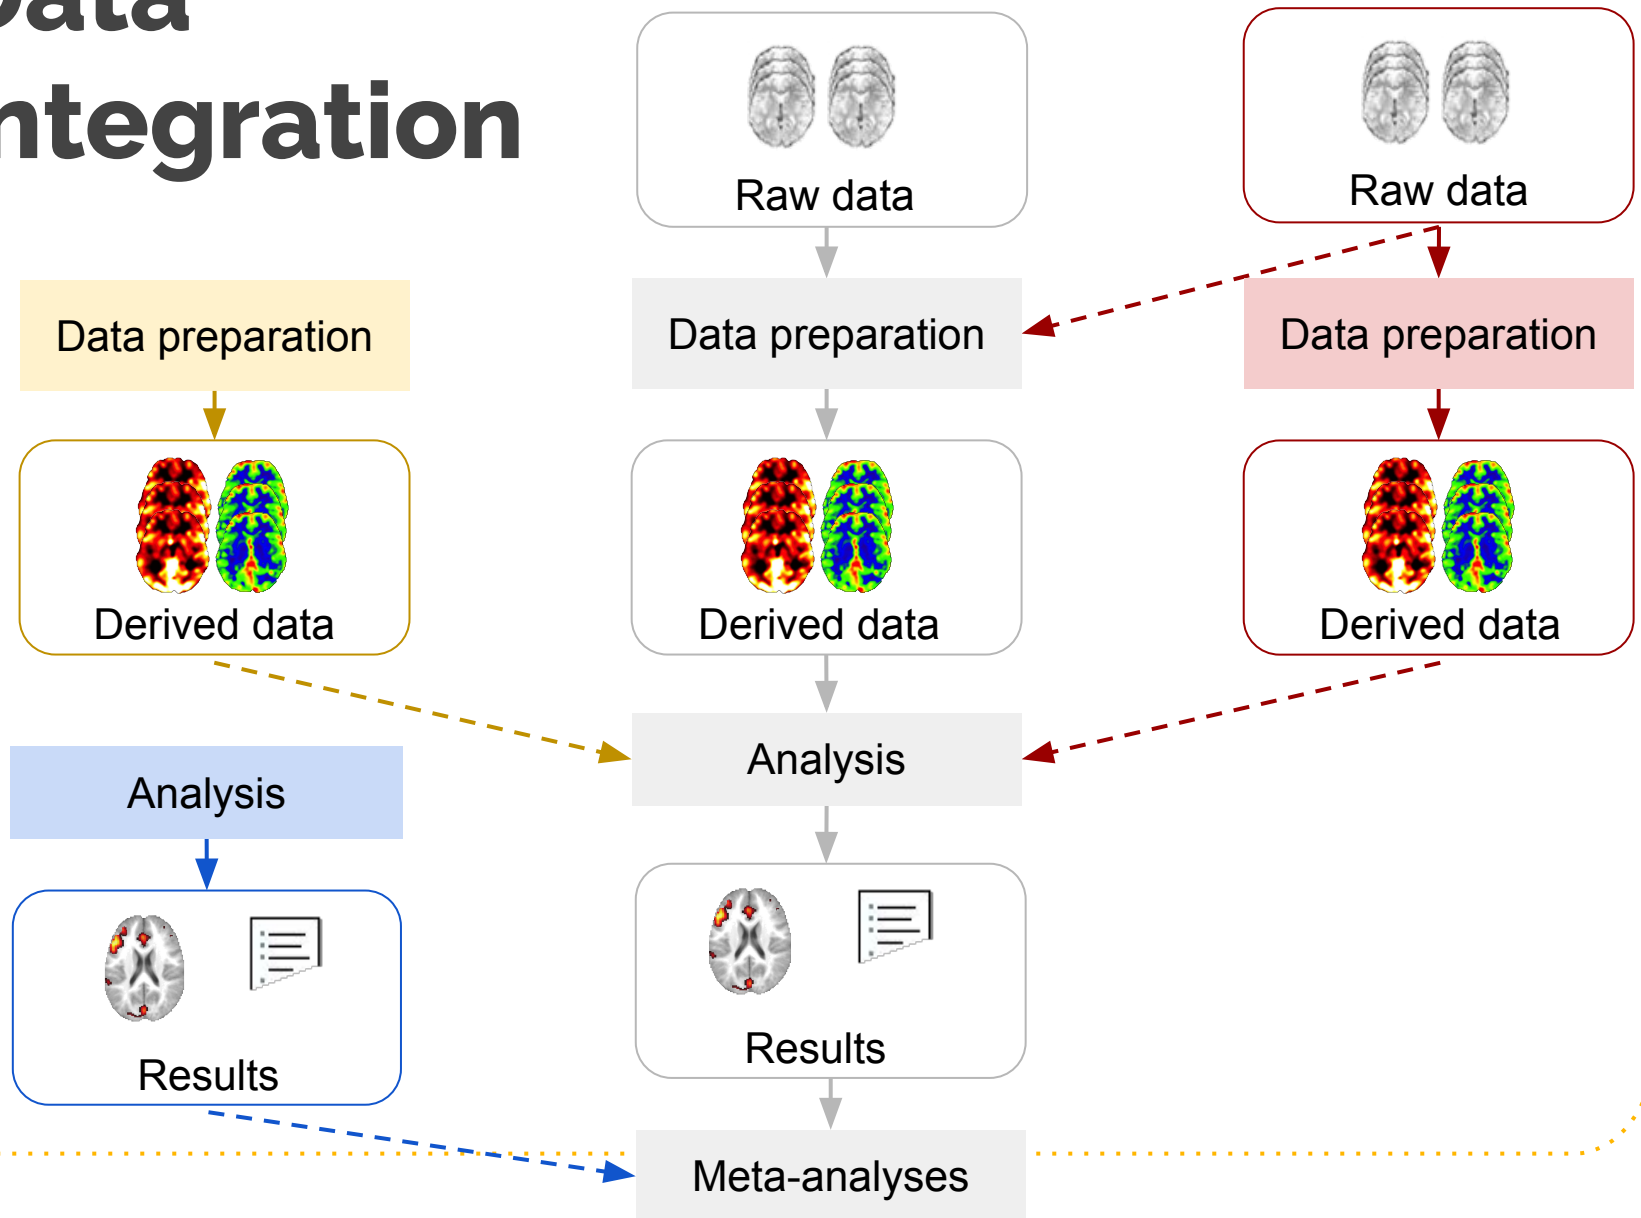 Data
ntegration
Raw data
Raw data
Data preparation
Data preparation
Data preparation
Derived data
Derived data
Derived data
Analysis
Analysis
Results
Results
Meta-analyses